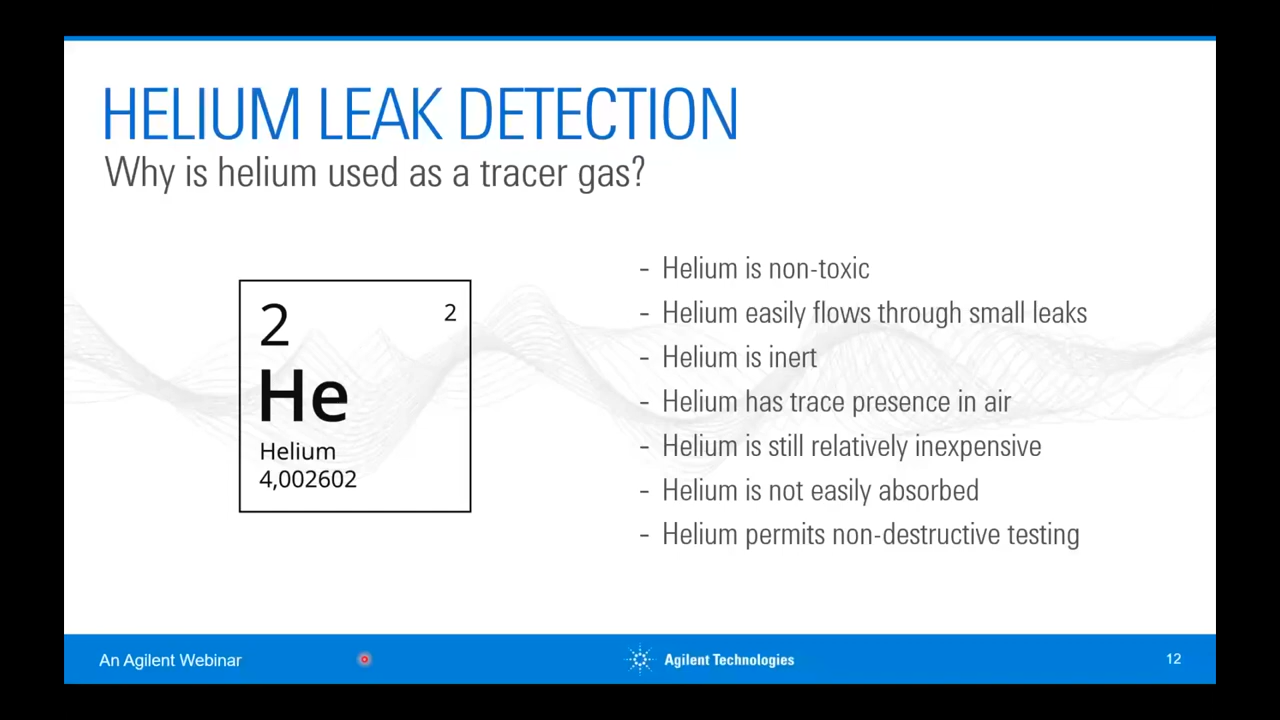 HELIUM LEAK DETECTION
Why is helium used as a tracer gas?
2
2
He
Helium
4,002602
- Helium is non-toxic
- Helium easily flows through small leaks
- Helium is inert
- Helium has trace presence in air
- Helium is still relatively inexpensive
- Helium is not easily absorbed
- Helium permits non-destructive testing
An Agilent Webinar
Agilent Technologies
12